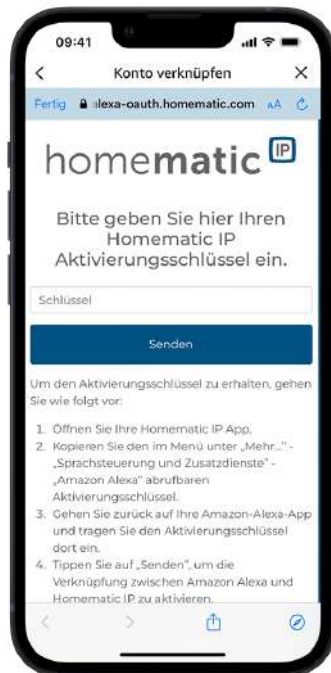 09:41
Konto verknüpfen
Fertig
alexa-oauth.homematic.com
AA
homematic IP
Bitte geben Sie hier Ihren
Homematic IP
Aktivierungsschlüssel ein.
Schlüssel
Senden
Um den Aktivierungsschlüssel zu erhalten, gehen
Sie wie folgt vor:
1. Öffnen Sie Ihre Homematic IP App.
2. Kopieren Sie den im Menü unter „Mehr...“ -
„Sprachsteuerung und Zusatzdienste“ -
„Amazon Alexa“ abrufbaren
Aktivierungsschlüssel.
3. Gehen Sie zurück auf Ihre Amazon-Alexa-App
und tragen Sie den Aktivierungsschlüssel
dort ein.
4. Tippen Sie auf „Senden“, um die
Verknüpfung zwischen Amazon Alexa und
Homematic IP zu aktivieren.